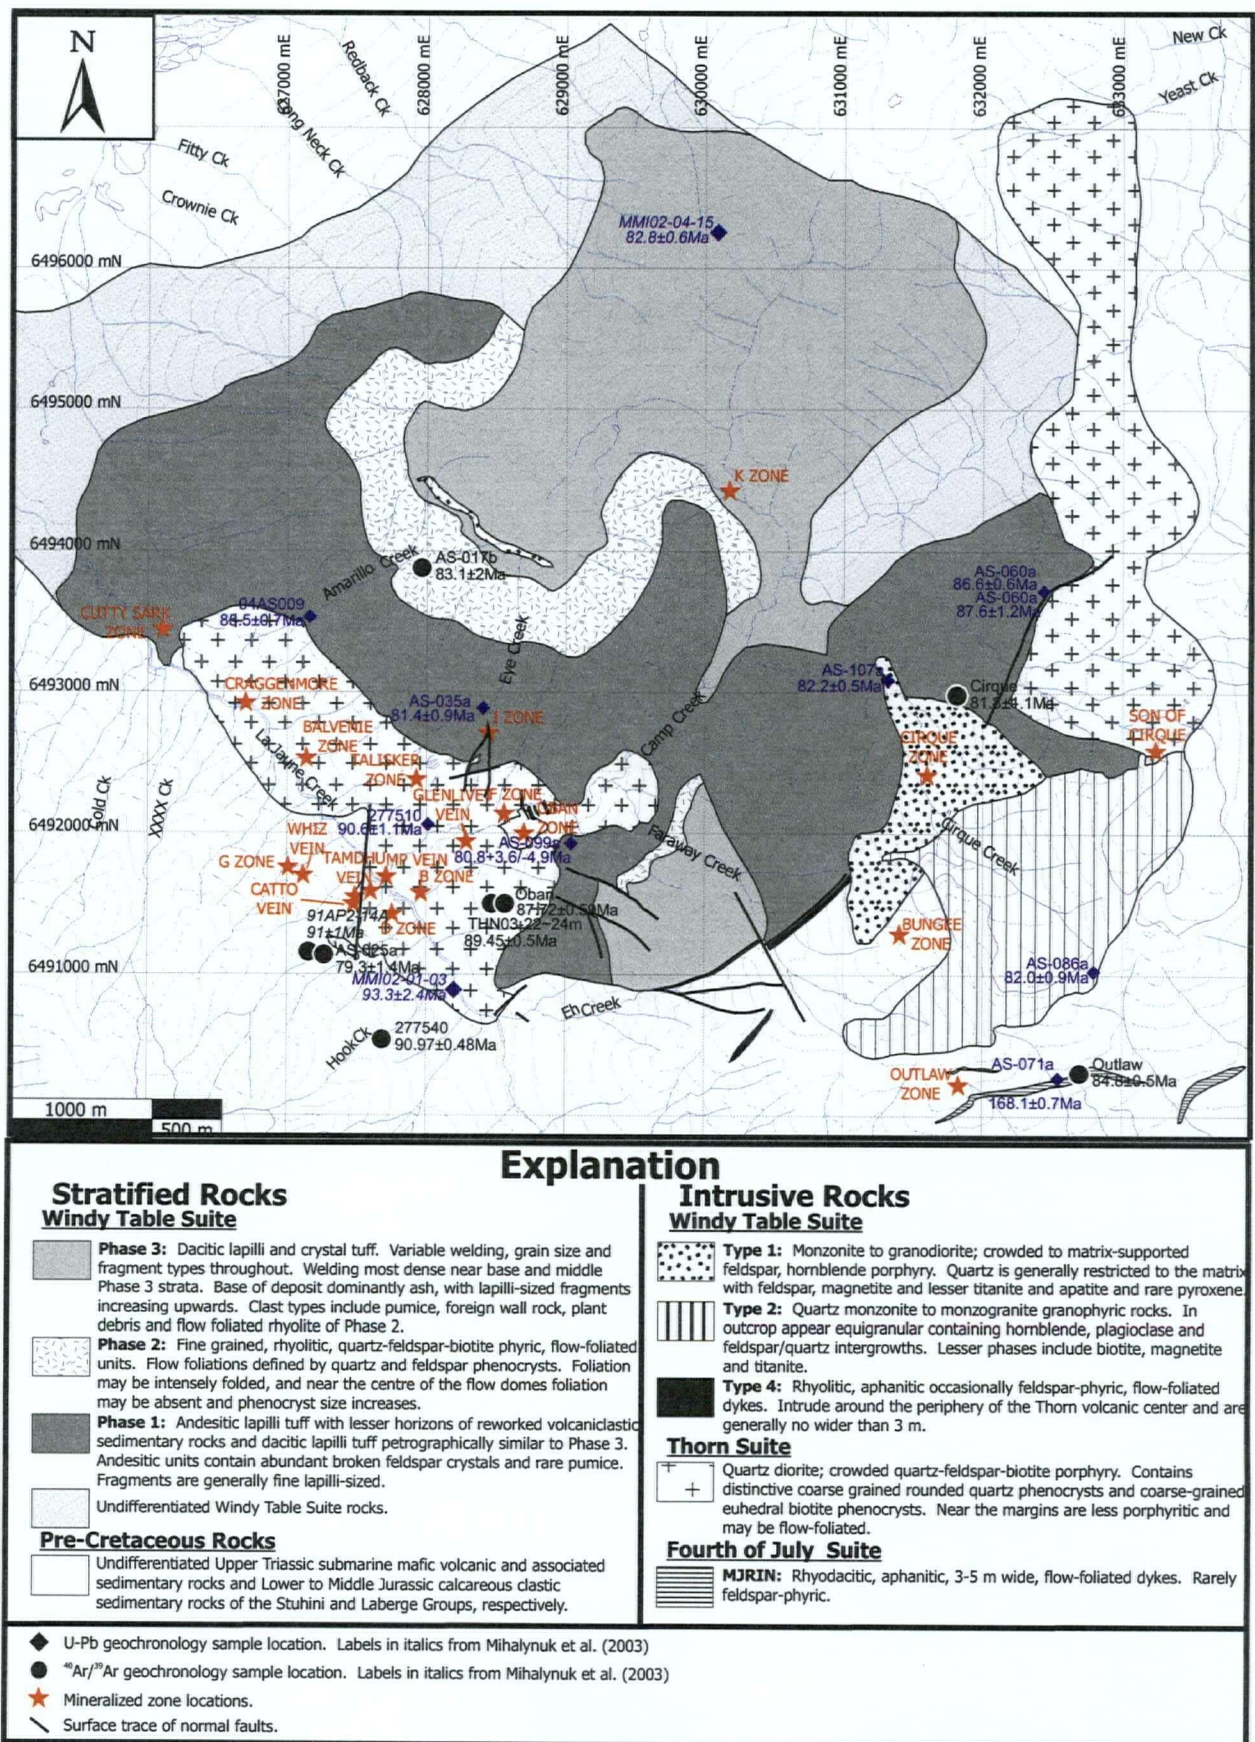 N
627000 mE
628000 mE
629000 mE
630000 mE
631000 mE
632000 mE
633000 mE
New Ck
Yeast Ck
Redback Ck
Long Neck Ck
Fitty Ck
Crownie Ck
MMI02-04-15
82.8±0.6Ma
6496000 mN
6495000 mN
K ZONE
6494000 mN
Amarillo Creek
AS-017b
83.1±2Ma
AS-060a
86.6±0.6Ma
AS-060a
87.6±1.2Ma
04AS009
CUTTY SARK
ZONE
Eye Creek
6493000 mN
AS-107a
82.2±0.5Ma
Cirque
CRAGGENMORE
ZONE
AS-035a
81.4±0.9Ma
I ZONE
Camp Creek
SON OF
CIRQUE
BALVENIE
ZONE
CIRQUE
ZONE
La Jaune Creek
TALISKER
ZONE
XXXX Ck
GLENLIVET
VEIN
F ZONE
OBAN
ZONE
6492000 mN
277510
90.6±1.1Ma
WHIZ
VEIN
AS-099a
80.8+3.6/-4.9Ma
Faraway Creek
Cirque Creek
G ZONE
TAMDHU
VEIN
MP VEIN
B ZONE
CATTO
VEIN
Oban
87.72±0.59Ma
91AP2-14A
91±1Ma
ZONE
THN03-22~24m
89.45±0.5Ma
BUNGEE
ZONE
AS-025a
79.3±1.4Ma
6491000 mN
MMI02-01-03
93.3±2.4Ma
AS-086a
82.0±0.9Ma
Eh Creek
Hook Ck
277540
90.97±0.48Ma
OUTLAW
ZONE
AS-071a
168.1±0.7Ma
Outlaw
84.8±0.5Ma
1000 m
500 m
Explanation
Stratified Rocks
Windy Table Suite
Phase 3: Dacitic lapilli and crystal tuff. Variable welding, grain size and
fragment types throughout. Welding most dense near base and middle
Phase 3 strata. Base of deposit dominantly ash, with lapilli-sized fragments
increasing upwards. Clast types include pumice, foreign wall rock, plant
debris and flow foliated rhyolite of Phase 2.
Phase 2: Fine grained, rhyolitic, quartz-feldspar-biotite phyric, flow-foliated
units. Flow foliations defined by quartz and feldspar phenocrysts. Foliation
may be intensely folded, and near the centre of the flow domes foliation
may be absent and phenocryst size increases.
Phase 1: Andesitic lapilli tuff with lesser horizons of reworked volcaniclastic
sedimentary rocks and dacitic lapilli tuff petrographically similar to Phase 3.
Andesitic units contain abundant broken feldspar crystals and rare pumice.
Fragments are generally fine lapilli-sized.
Undifferentiated Windy Table Suite rocks.
Pre-Cretaceous Rocks
Undifferentiated Upper Triassic submarine mafic volcanic and associated
sedimentary rocks and Lower to Middle Jurassic calcareous clastic
sedimentary rocks of the Stuhini and Laberge Groups, respectively.
Intrusive Rocks
Windy Table Suite
Type 1: Monzonite to granodiorite; crowded to matrix-supported
feldspar, hornblende porphyry. Quartz is generally restricted to the matrix
with feldspar, magnetite and lesser titanite and apatite and rare pyroxene.
Type 2: Quartz monzonite to monzogranite granophyric rocks. In
outcrop appear equigranular containing hornblende, plagioclase and
feldspar/quartz intergrowths. Lesser phases include biotite, magnetite
and titanite.
Type 4: Rhyolitic, aphanitic occasionally feldspar-phyric, flow-foliated
dykes. Intrude around the periphery of the Thorn volcanic center and are
generally no wider than 3 m.
Thorn Suite
Quartz diorite; crowded quartz-feldspar-biotite porphyry. Contains
distinctive coarse grained rounded quartz phenocrysts and coarse-grained
euhedral biotite phenocrysts. Near the margins are less porphyritic and
may be flow-foliated.
Fourth of July Suite
MJRIN: Rhyodacitic, aphanitic, 3-5 m wide, flow-foliated dykes. Rarely
feldspar-phyric.
U-Pb geochronology sample location. Labels in italics from Mihalynuk et al. (2003)
⁴⁰Ar/³⁹Ar geochronology sample location. Labels in italics from Mihalynuk et al. (2003)
Mineralized zone locations.
Surface trace of normal faults.